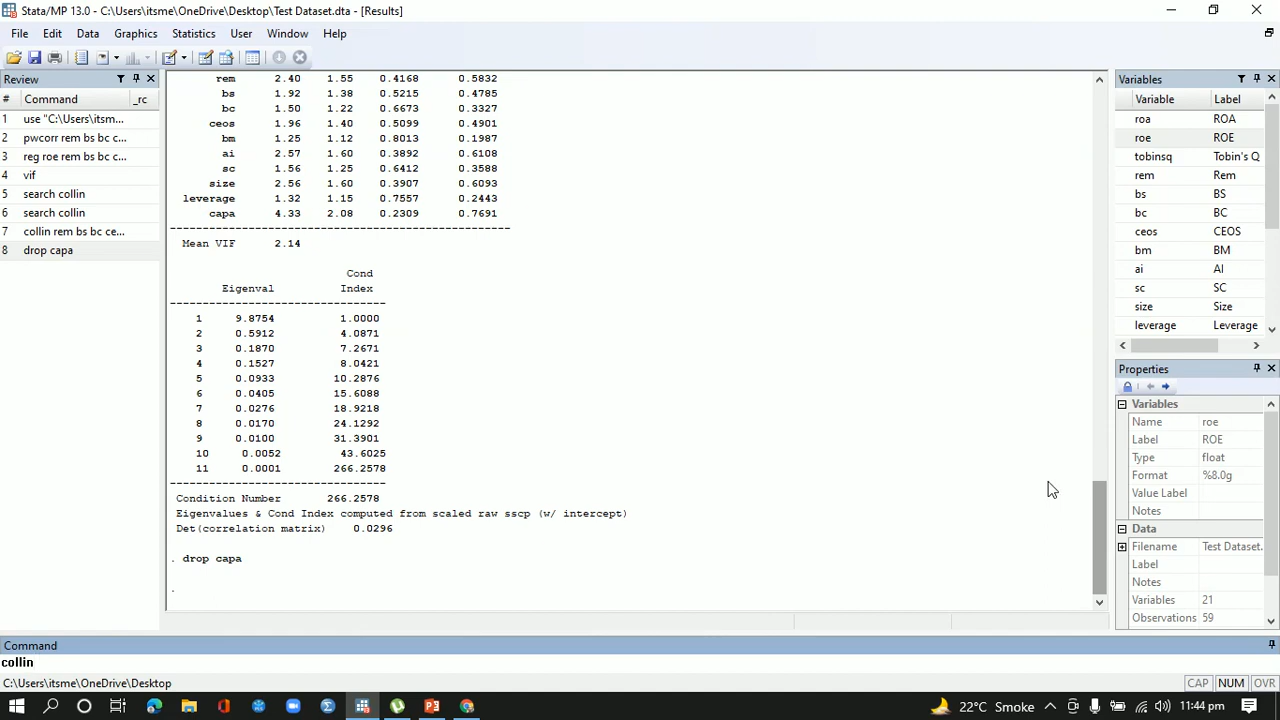 Stata/MP 13.0 - C:\Users\itsme\OneDrive\Desktop\Test Dataset.dta - [Results]
File Edit Data Graphics Statistics User Window Help
Review
# Command _rc
1 use "C:\Users\itsm...
2 pwcorr rem bs bc c...
3 reg roe rem bs bc c...
4 vif
5 search collin
6 search collin
7 collin rem bs bc ce...
8 drop capa
rem 2.40 1.55 0.4168 0.5832
bs 1.92 1.38 0.5215 0.4785
bc 1.50 1.22 0.6673 0.3327
ceos 1.96 1.40 0.5099 0.4901
bm 1.25 1.12 0.8013 0.1987
ai 2.57 1.60 0.3892 0.6108
sc 1.56 1.25 0.6412 0.3588
size 2.56 1.60 0.3907 0.6093
leverage 1.32 1.15 0.7557 0.2443
capa 4.33 2.08 0.2309 0.7691
Mean VIF 2.14
Cond
Eigenval Index
1 9.8754 1.0000
2 0.5912 4.0871
3 0.1870 7.2671
4 0.1527 8.0421
5 0.0933 10.2876
6 0.0405 15.6088
7 0.0276 18.9218
8 0.0170 24.1292
9 0.0100 31.3901
10 0.0052 43.6025
11 0.0001 266.2578
Condition Number 266.2578
Eigenvalues & Cond Index computed from scaled raw sscp (w/ intercept)
Det(correlation matrix) 0.0296
. drop capa
.
Variables
Variable Label
roa ROA
roe ROE
tobinsq Tobin's Q
rem Rem
bs BS
bc BC
ceos CEOS
bm BM
ai AI
sc SC
size Size
leverage Leverage
Properties
Variables
Name roe
Label ROE
Type float
Format %8.0g
Value Label
Notes
Data
Filename Test Dataset.
Label
Notes
Variables 21
Observations 59
Command
collin
C:\Users\itsme\OneDrive\Desktop
CAP NUM OVR
22°C Smoke 11:44 pm